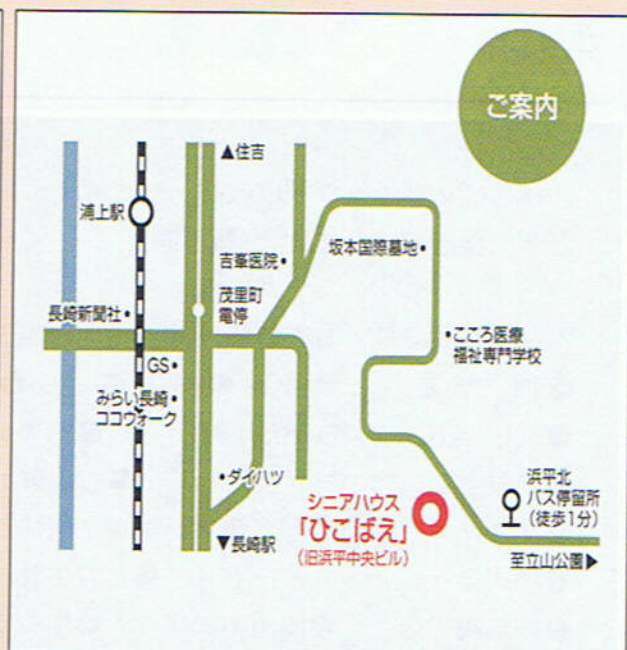 ご案内
▲住吉
浦上駅
吉峯医院
坂本国際墓地
茂里町
電停
長崎新聞社
こころ医療
福祉専門学校
GS
みらい長崎
ココウォーク
ダイハツ
浜平北
バス停留所
(徒歩1分)
シニアハウス
「ひこばえ」
(旧浜平中央ビル)
▼長崎駅
至立山公園▶